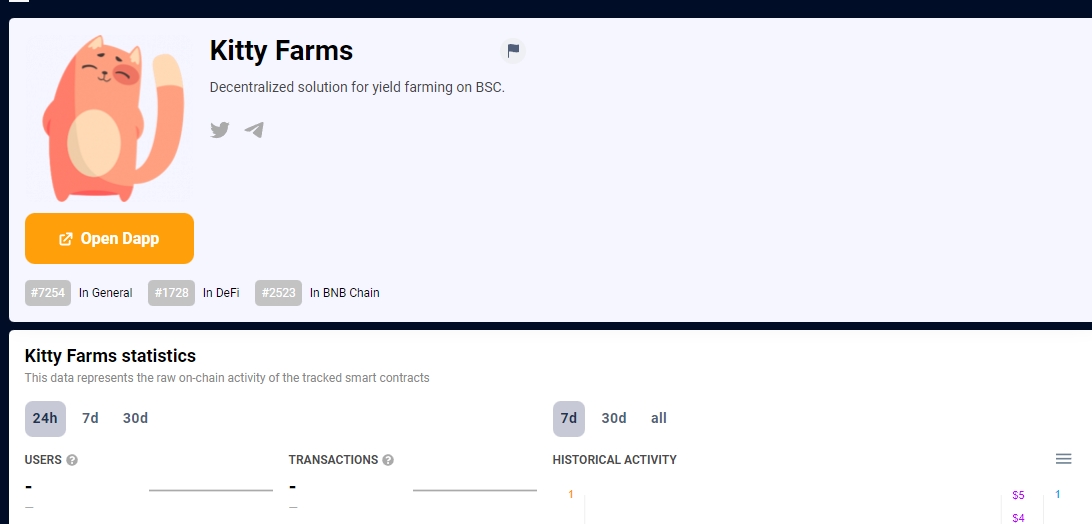 Kitty Farms
Decentralized solution for yield farming on BSC.
Open Dapp
#7254 In General #1728 In DeFi #2523 In BNB Chain
Kitty Farms statistics
This data represents the raw on-chain activity of the tracked smart contracts
24h 7d 30d
7d 30d all
USERS ? TRANSACTIONS ? HISTORICAL ACTIVITY
- -
1 $5 1
– – $4